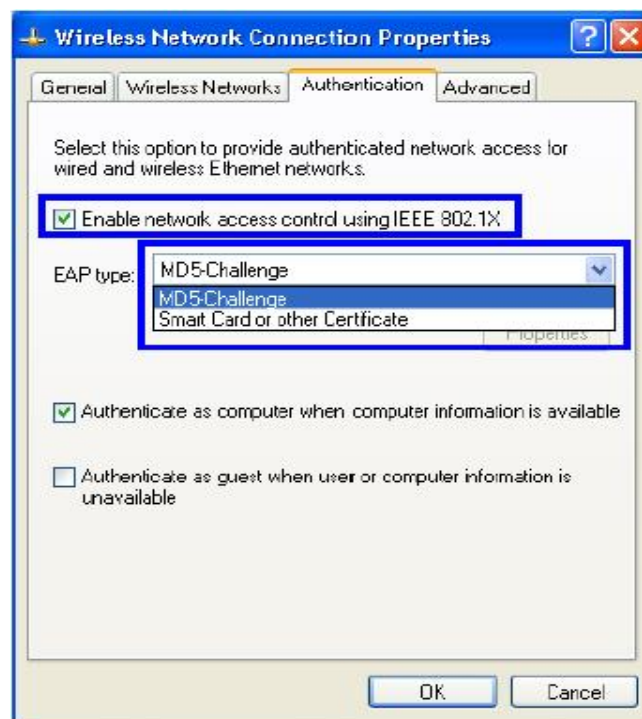 Wireless Network Connection Properties
General Wireless Networks Authentication Advanced
Select this option to provide authenticated network access for
wired and wireless Ethernet networks.
Enable network access control using IEEE 802.1X
EAP type: MD5-Challenge
MD5-Challenge
Smart Card or other Certificate
Properties
Authenticate as computer when computer information is available
Authenticate as guest when user or computer information is
unavailable
OK Cancel